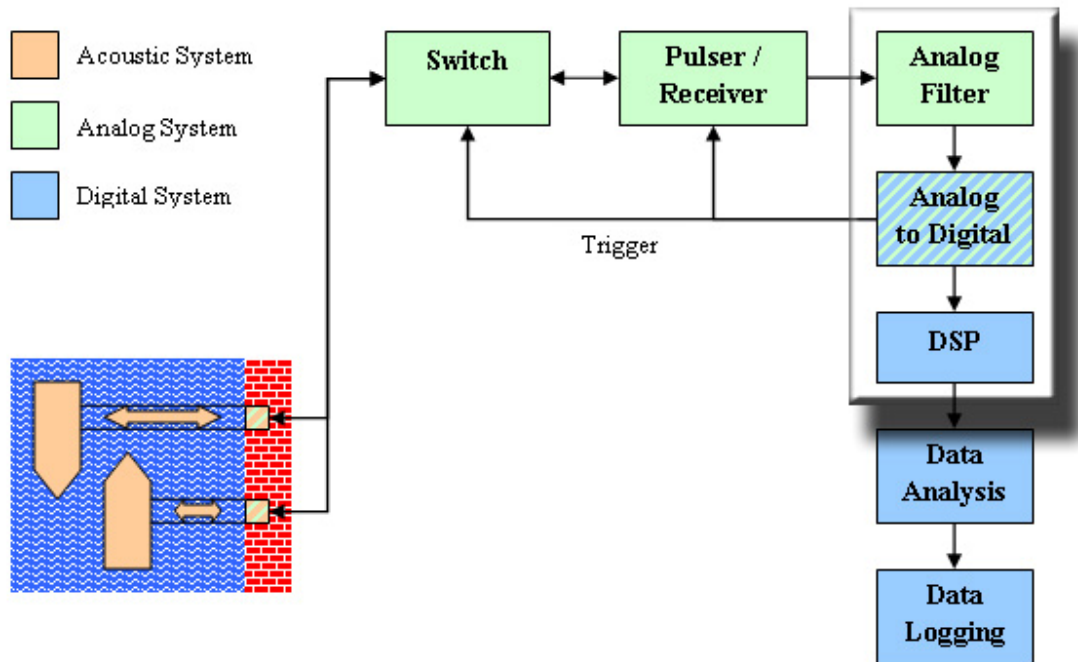 Acoustic System
Analog System
Digital System
Switch
Pulser /
Receiver
Analog
Filter
Analog
to Digital
Trigger
DSP
Data
Analysis
Data
Logging